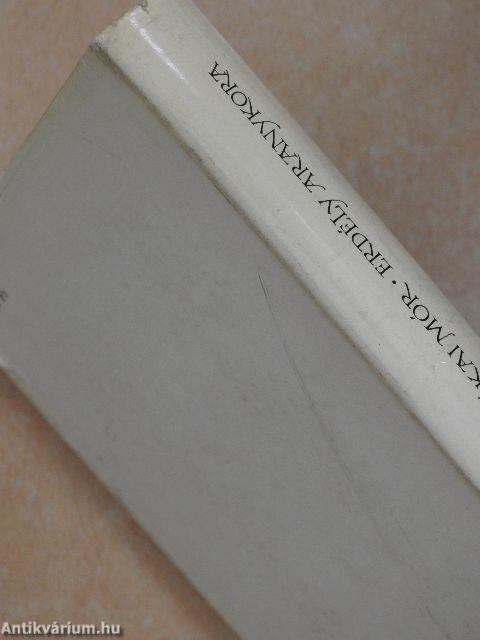 KAI MÓR · ERDÉLY ARANYKORA
Antikvárium.hu